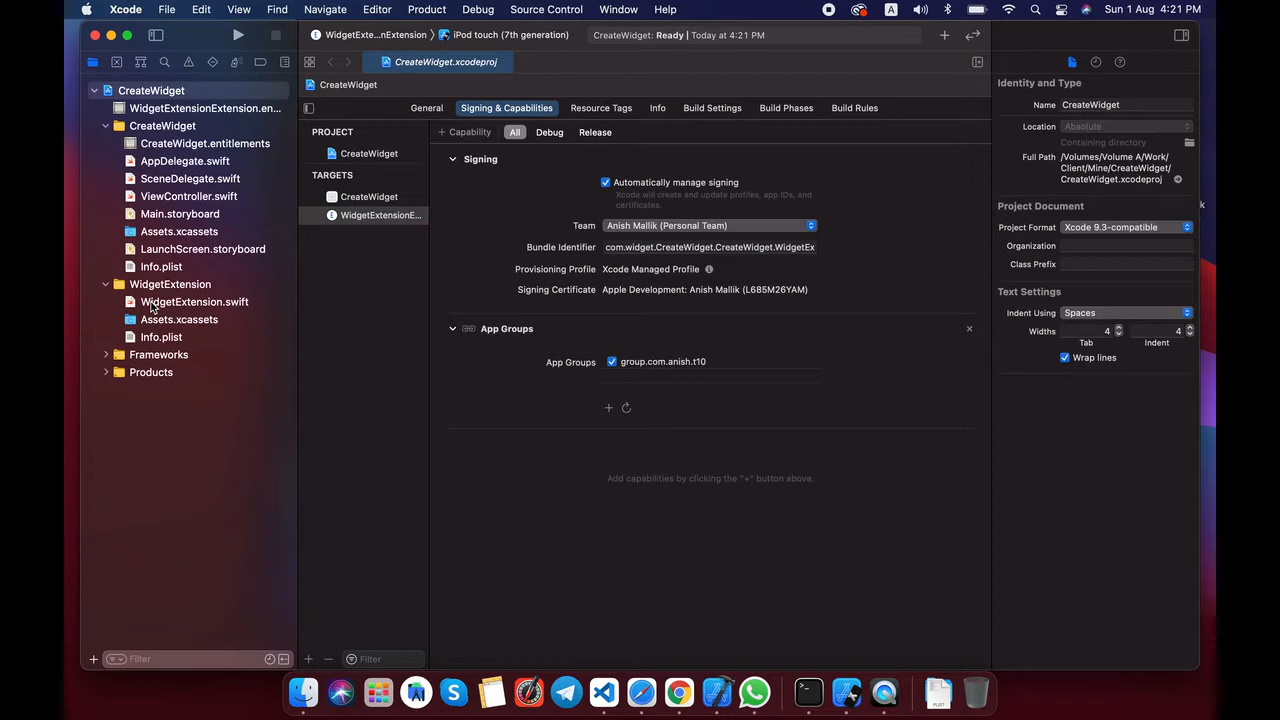 Xcode File Edit View Find Navigate Editor Product Debug Source Control Window Help A Sun 1 Aug 4:21 PM
WidgetExten...nExtension 〉 iPod touch (7th generation) CreateWidget: Ready | Today at 4:21 PM
CreateWidget.xcodeproj
CreateWidget
CreateWidget
WidgetExtensionExtension.en...
CreateWidget
CreateWidget.entitlements
AppDelegate.swift
SceneDelegate.swift
ViewController.swift
Main.storyboard
Assets.xcassets
LaunchScreen.storyboard
Info.plist
WidgetExtension
WidgetExtension.swift
Assets.xcassets
Info.plist
Frameworks
Products
Filter
General Signing & Capabilities Resource Tags Info Build Settings Build Phases Build Rules
PROJECT
CreateWidget
TARGETS
CreateWidget
WidgetExtensionE...
Filter
+ Capability All Debug Release
Signing
Automatically manage signing
Xcode will create and update profiles, app IDs, and
certificates.
Team Anish Mallik (Personal Team)
Bundle Identifier com.widget.CreateWidget.CreateWidget.WidgetEx
Provisioning Profile Xcode Managed Profile
Signing Certificate Apple Development: Anish Mallik (L685M26YAM)
App Groups
App Groups group.com.anish.t10
Add capabilities by clicking the "+" button above.
Identity and Type
Name CreateWidget
Location Absolute
Containing directory
Full Path /Volumes/Volume A/Work/
Client/Mine/CreateWidget/
CreateWidget.xcodeproj
Project Document
Project Format Xcode 9.3-compatible
Organization
Class Prefix
Text Settings
Indent Using Spaces
Widths 4 4
Tab Indent
Wrap lines
k
PLIST